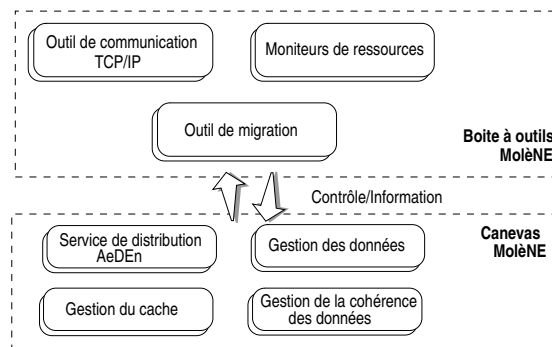 Outil de communication
TCP/IP
Moniteurs de ressources
Outil de migration
Boite à outils
MolèNE
Contrôle/Information
Service de distribution
AeDEn
Gestion des données
Canevas
MolèNE
Gestion du cache
Gestion de la cohérence
des données